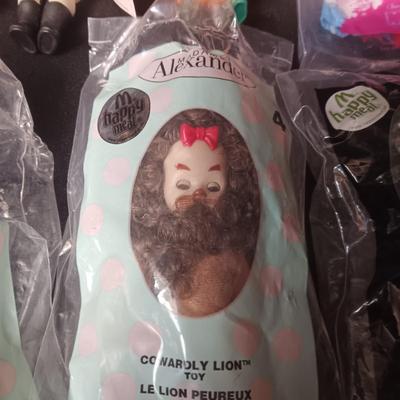 MADAME
Alexander
happy
meal
4
COWARDLY LION™
TOY
LE LION PEUREUX
happy
meal